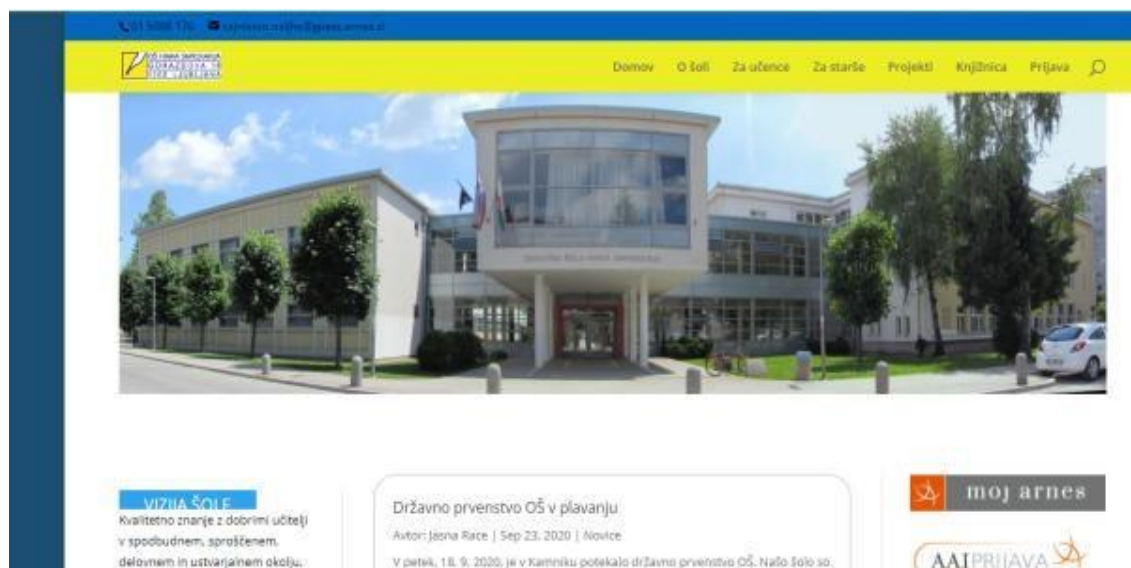 Domov O šoli Za učence Za starše Projekti Knjižnica Prijava
VIZIJA ŠOLE
Kvalitetno znanje z dobrimi učitelji
v spodbudnem, sproščenem,
delovnem in ustvarjalnem okolju.
Državno prvenstvo OŠ v plavanju
Avtor: Jasna Race | Sep 23, 2020 | Novice
V petek, 18. 9. 2020, je v Kamniku potekalo državno prvenstvo OŠ. Našo šolo so
moj arnes
AAI PRIJAVA